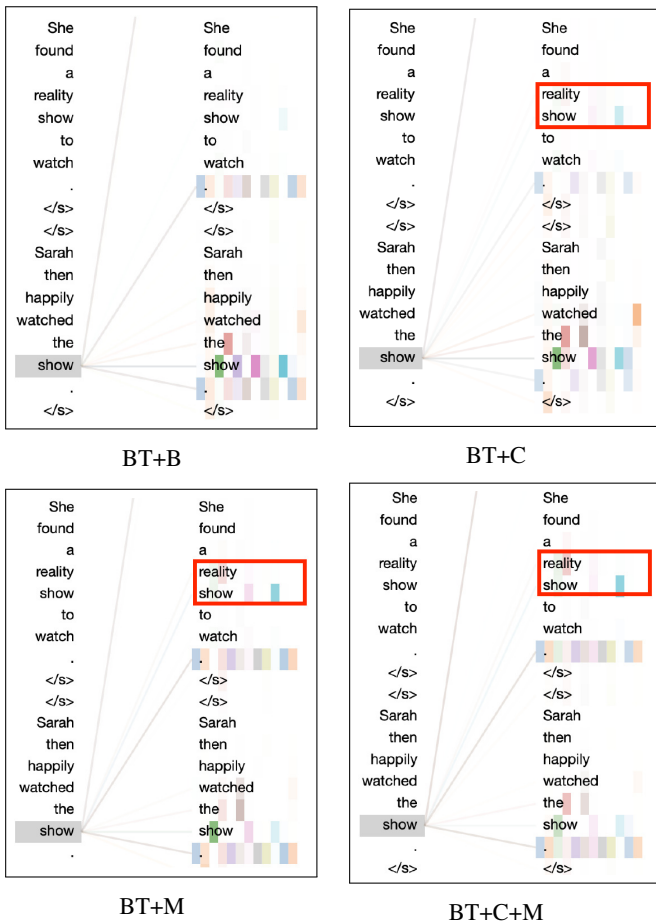 She She
found found
a a
reality reality
show show
to to
watch watch
. .
</s> </s>
</s> </s>
Sarah Sarah
then then
happily happily
watched watched
the the
show show
. .
</s> </s>
BT+B
She She
found found
a a
reality reality
show show
to to
watch watch
. .
</s> </s>
</s> </s>
Sarah Sarah
then then
happily happily
watched watched
the the
show show
. .
</s> </s>
BT+C
She She
found found
a a
reality reality
show show
to to
watch watch
. .
</s> </s>
</s> </s>
Sarah Sarah
then then
happily happily
watched watched
the the
show show
. .
BT+M
She She
found found
a a
reality reality
show show
to to
watch watch
. .
</s> </s>
</s> </s>
Sarah Sarah
then then
happily happily
watched watched
the the
show show
. .
</s> </s>
BT+C+M